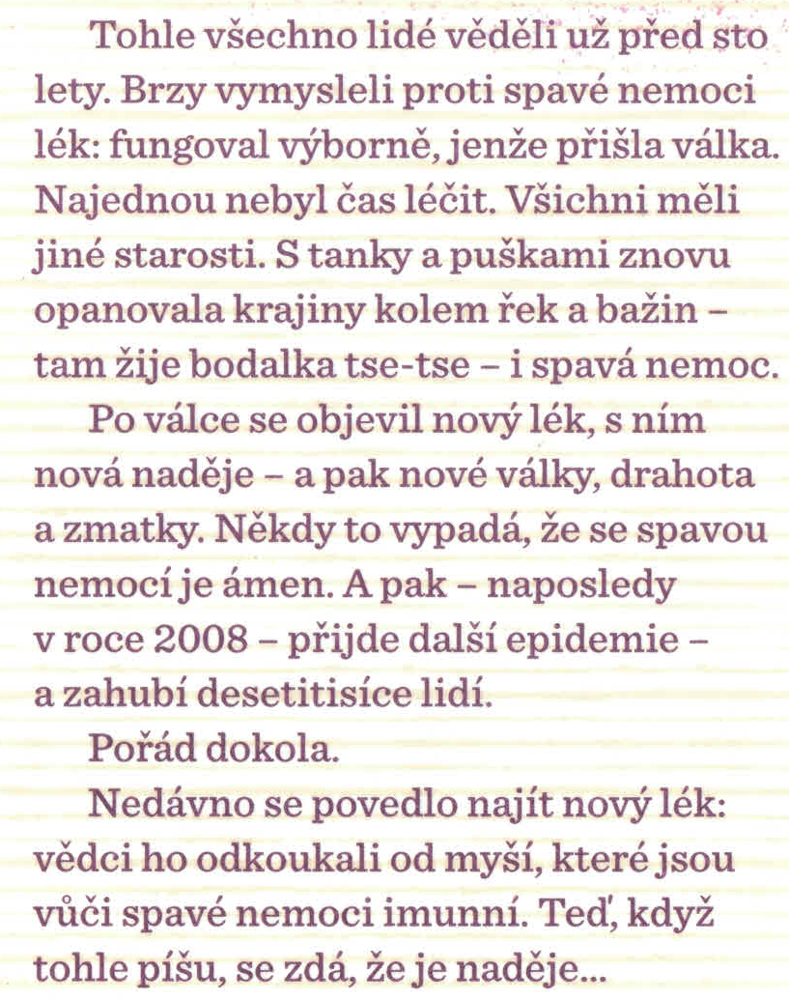 Tohle všechno lidé věděli už před sto
lety. Brzy vymysleli proti spavé nemoci
lék: fungoval výborně, jenže přišla válka.
Najednou nebyl čas léčit. Všichni měli
jiné starosti. S tanky a puškami znovu
opanovala krajiny kolem řek a bažin –
tam žije bodalka tse-tse – i spavá nemoc.
Po válce se objevil nový lék, s ním
nová naděje – a pak nové války, drahota
a zmatky. Někdy to vypadá, že se spavou
nemocí je ámen. A pak – naposledy
v roce 2008 – přijde další epidemie –
a zahubí desetitisíce lidí.
Pořád dokola.
Nedávno se povedlo najít nový lék:
vědci ho odkoukali od myší, které jsou
vůči spavé nemoci imunní. Teď, když
tohle píšu, se zdá, že je naděje...